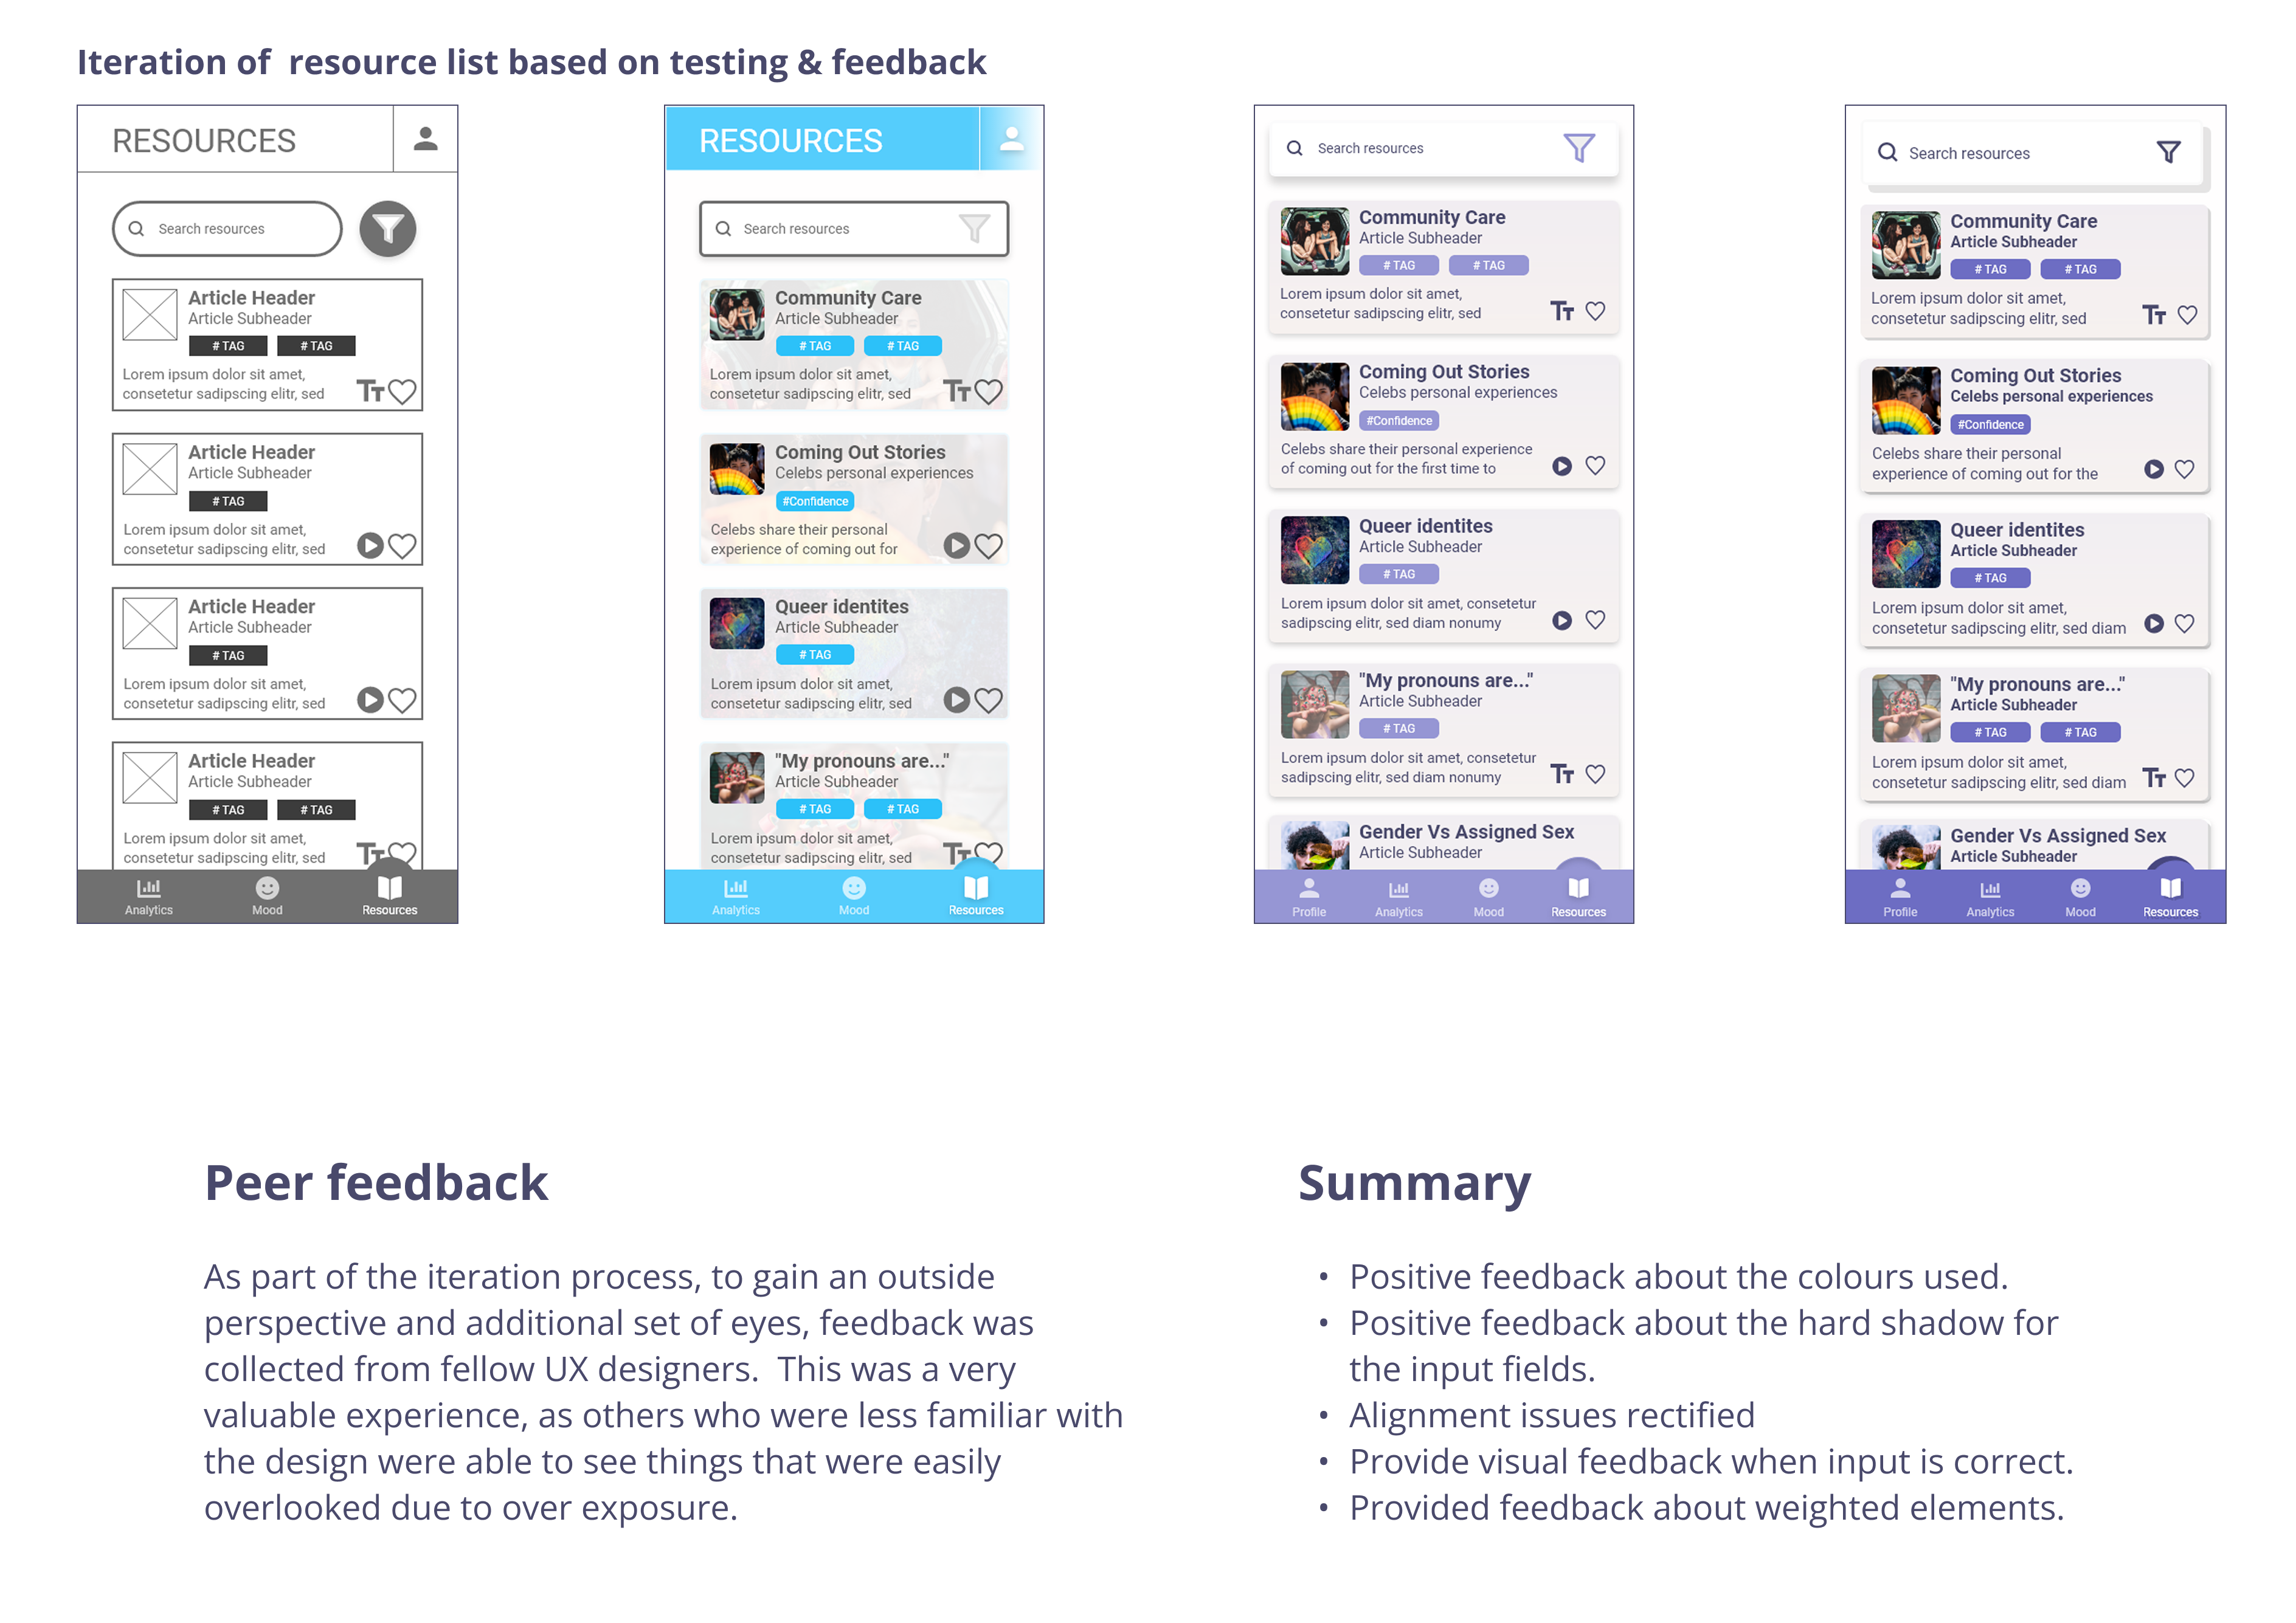 Iteration of  resource list based on testing & feedback
RESOURCES
Search resources
Article Header
Article Subheader
# TAG # TAG
Lorem ipsum dolor sit amet,
consetetur sadipscing elitr, sed
Tт
Article Header
Article Subheader
# TAG
Lorem ipsum dolor sit amet,
consetetur sadipscing elitr, sed
Article Header
Article Subheader
# TAG
Lorem ipsum dolor sit amet,
consetetur sadipscing elitr, sed
Article Header
Article Subheader
# TAG # TAG
Lorem ipsum dolor sit amet,
consetetur sadipscing elitr, sed
Tт
Analytics Mood Resources
RESOURCES
Search resources
Community Care
Article Subheader
# TAG # TAG
Lorem ipsum dolor sit amet,
consetetur sadipscing elitr, sed
Tт
Coming Out Stories
Celebs personal experiences
#Confidence
Celebs share their personal
experience of coming out for
Queer identites
Article Subheader
# TAG
Lorem ipsum dolor sit amet,
consetetur sadipscing elitr, sed
"My pronouns are..."
Article Subheader
# TAG # TAG
Lorem ipsum dolor sit amet,
consetetur sadipscing elitr, sed
Tт
Analytics Mood Resources
Search resources
Community Care
Article Subheader
# TAG # TAG
Lorem ipsum dolor sit amet,
consetetur sadipscing elitr, sed
Tт
Coming Out Stories
Celebs personal experiences
#Confidence
Celebs share their personal experience
of coming out for the first time to
Queer identites
Article Subheader
# TAG
Lorem ipsum dolor sit amet, consetetur
sadipscing elitr, sed diam nonumy
"My pronouns are..."
Article Subheader
# TAG
Lorem ipsum dolor sit amet, consetetur
sadipscing elitr, sed diam nonumy
Tт
Gender Vs Assigned Sex
Article Subheader
Profile Analytics Mood Resources
Search resources
Community Care
Article Subheader
# TAG # TAG
Lorem ipsum dolor sit amet,
consetetur sadipscing elitr, sed
Tт
Coming Out Stories
Celebs personal experiences
#Confidence
Celebs share their personal
experience of coming out for the
Queer identites
Article Subheader
# TAG
Lorem ipsum dolor sit amet,
consetetur sadipscing elitr, sed diam
"My pronouns are..."
Article Subheader
# TAG # TAG
Lorem ipsum dolor sit amet,
consetetur sadipscing elitr, sed diam
Tт
Gender Vs Assigned Sex
Article Subheader
Profile Analytics Mood Resources
Peer feedback
As part of the iteration process, to gain an outside
perspective and additional set of eyes, feedback was
collected from fellow UX designers.  This was a very
valuable experience, as others who were less familiar with
the design were able to see things that were easily
overlooked due to over exposure.
Summary
• Positive feedback about the colours used.
• Positive feedback about the hard shadow for
the input fields.
• Alignment issues rectified
• Provide visual feedback when input is correct.
• Provided feedback about weighted elements.